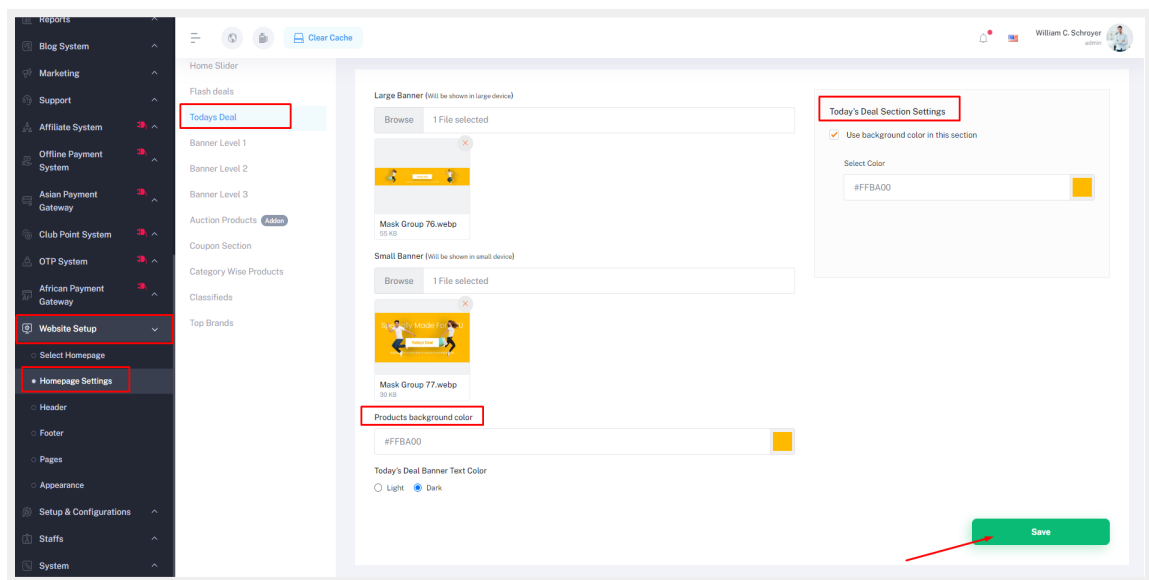 Reports
Blog System
Marketing
Support
Affiliate System
Offline Payment
System
Asian Payment
Gateway
Club Point System
OTP System
African Payment
Gateway
Website Setup
Select Homepage
Homepage Settings
Header
Footer
Pages
Appearance
Setup & Configurations
Staffs
System
Clear Cache
William C. Schroyer
admin
Home Slider
Flash deals
Todays Deal
Banner Level 1
Banner Level 2
Banner Level 3
Auction Products Addon
Coupon Section
Category Wise Products
Classifieds
Top Brands
Large Banner (Will be shown in large device)
Browse 1 File selected
Mask Group 76.webp
55 KB
Small Banner (Will be shown in small device)
Browse 1 File selected
Mask Group 77.webp
30 KB
Products background color
#FFBA00
Today's Deal Banner Text Color
Light Dark
Today's Deal Section Settings
Use background color in this section
Select Color
#FFBA00
Save